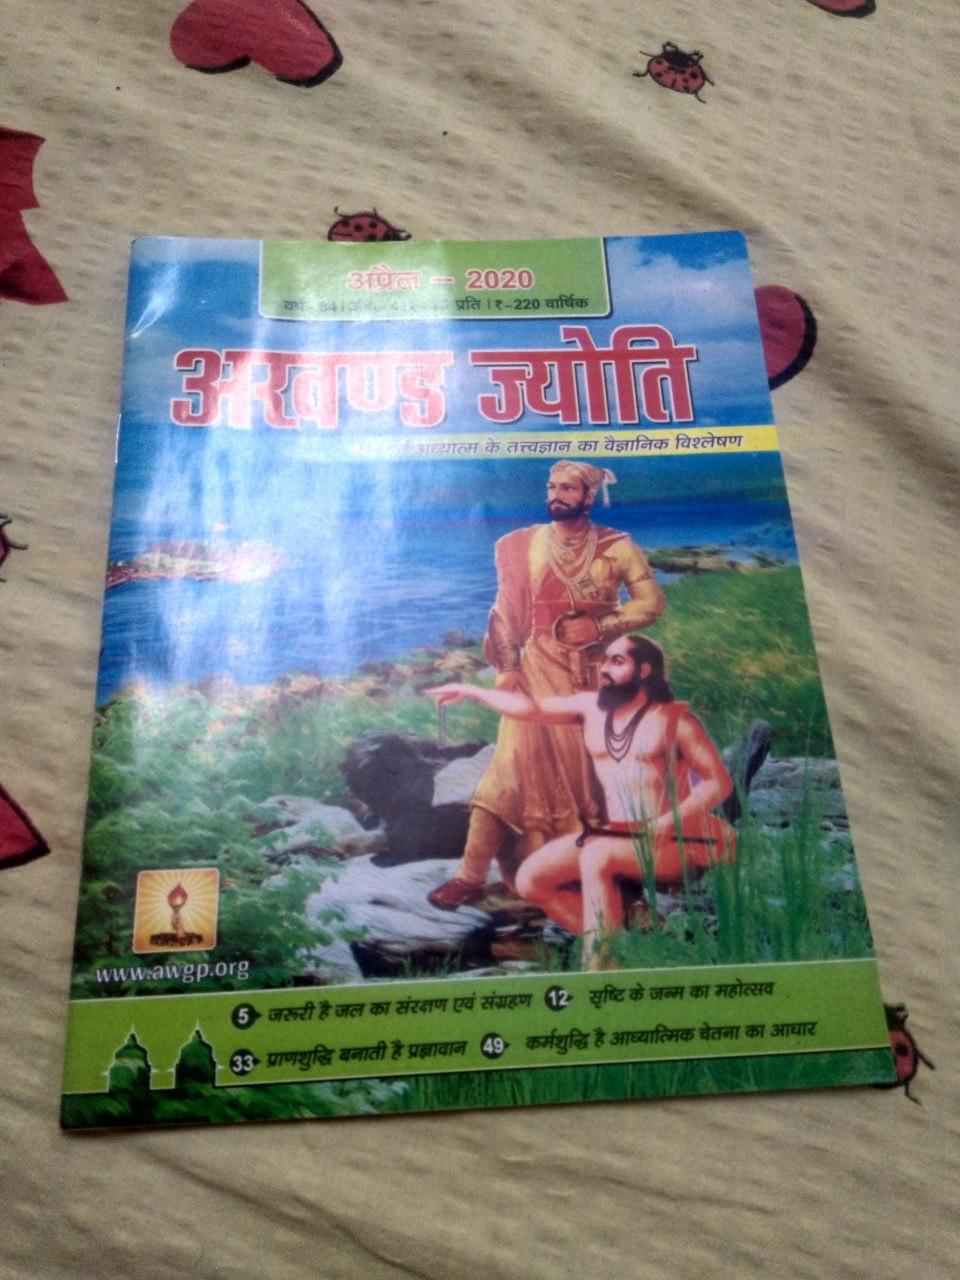 अप्रैल - 2020
प्रति । ₹-220 वार्षिक
अखण्ड ज्योति
अध्यात्म के तत्त्वज्ञान का वैज्ञानिक विश्लेषण
www.awgp.org
5 जरूरी है जल का संरक्षण एवं संग्रहण 12 सृष्टि के जन्म का महोत्सव
33 प्राणशुद्धि बनाती है प्रज्ञावान 49 कर्मशुद्धि है आध्यात्मिक चेतना का आधार